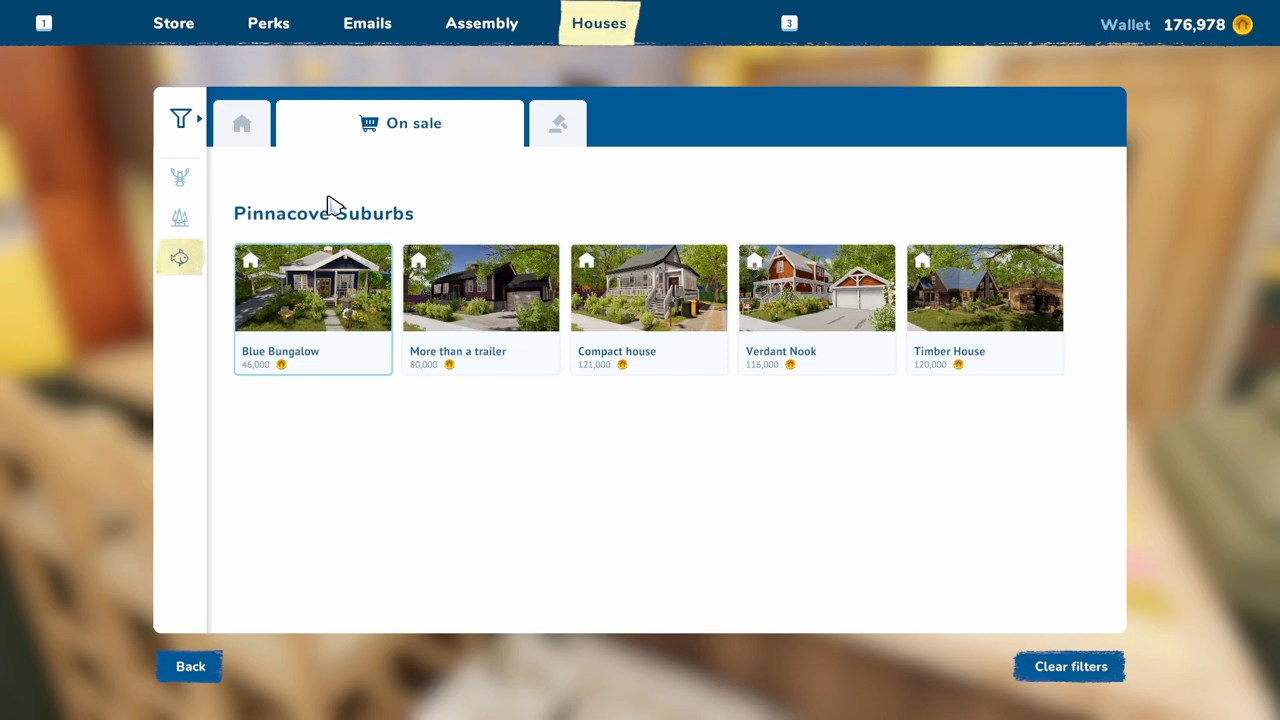 1 Store Perks Emails Assembly Houses 3 Wallet 176,978
On sale
Pinnacove Suburbs
Blue Bungalow More than a trailer Compact house Verdant Nook Timber House
46,000 80,000 121,000 116,000 120,000
Back Clear filters